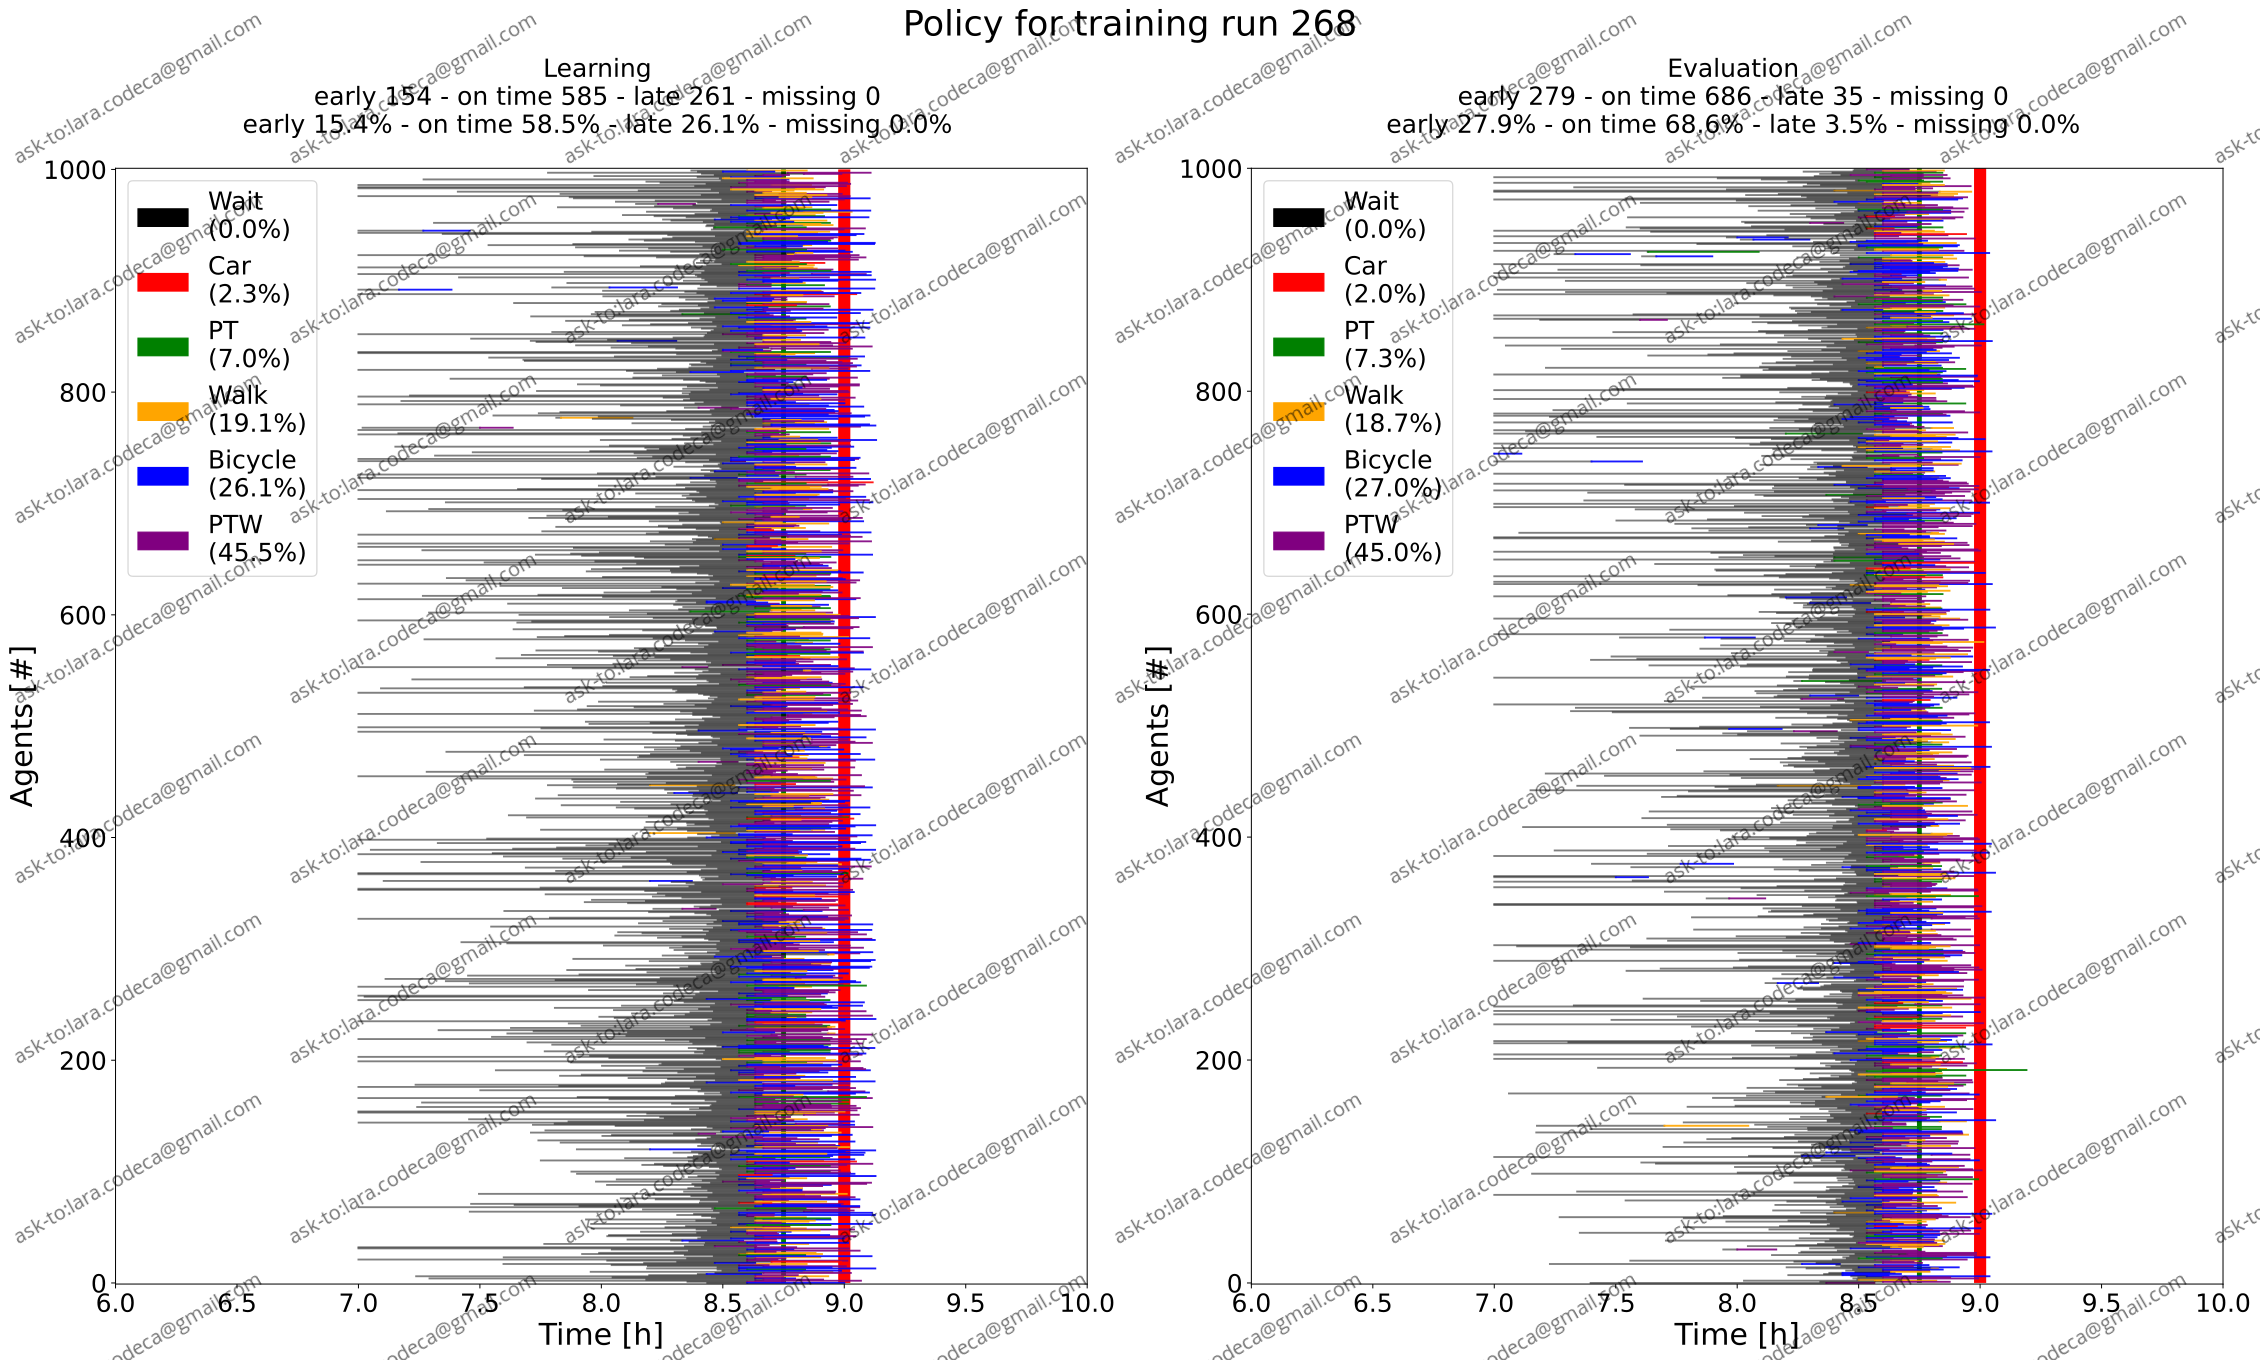 Policy for training run 268
Learning
early 154 - on time 585 - late 261 - missing 0
early 15.4% - on time 58.5% - late 26.1% - missing 0.0%
1000
800
600
400
200
0
Agents [#]
Wait
(0.0%)
Car
(2.3%)
PT
(7.0%)
Walk
(19.1%)
Bicycle
(26.1%)
PTW
(45.5%)
6.0 6.5 7.0 7.5 8.0 8.5 9.0 9.5 10.0
Time [h]
Evaluation
early 279 - on time 686 - late 35 - missing 0
early 27.9% - on time 68.6% - late 3.5% - missing 0.0%
1000
800
600
400
200
0
Agents [#]
Wait
(0.0%)
Car
(2.0%)
PT
(7.3%)
Walk
(18.7%)
Bicycle
(27.0%)
PTW
(45.0%)
6.0 6.5 7.0 7.5 8.0 8.5 9.0 9.5 10.0
Time [h]
ask-to:lara.codeca@gmail.com